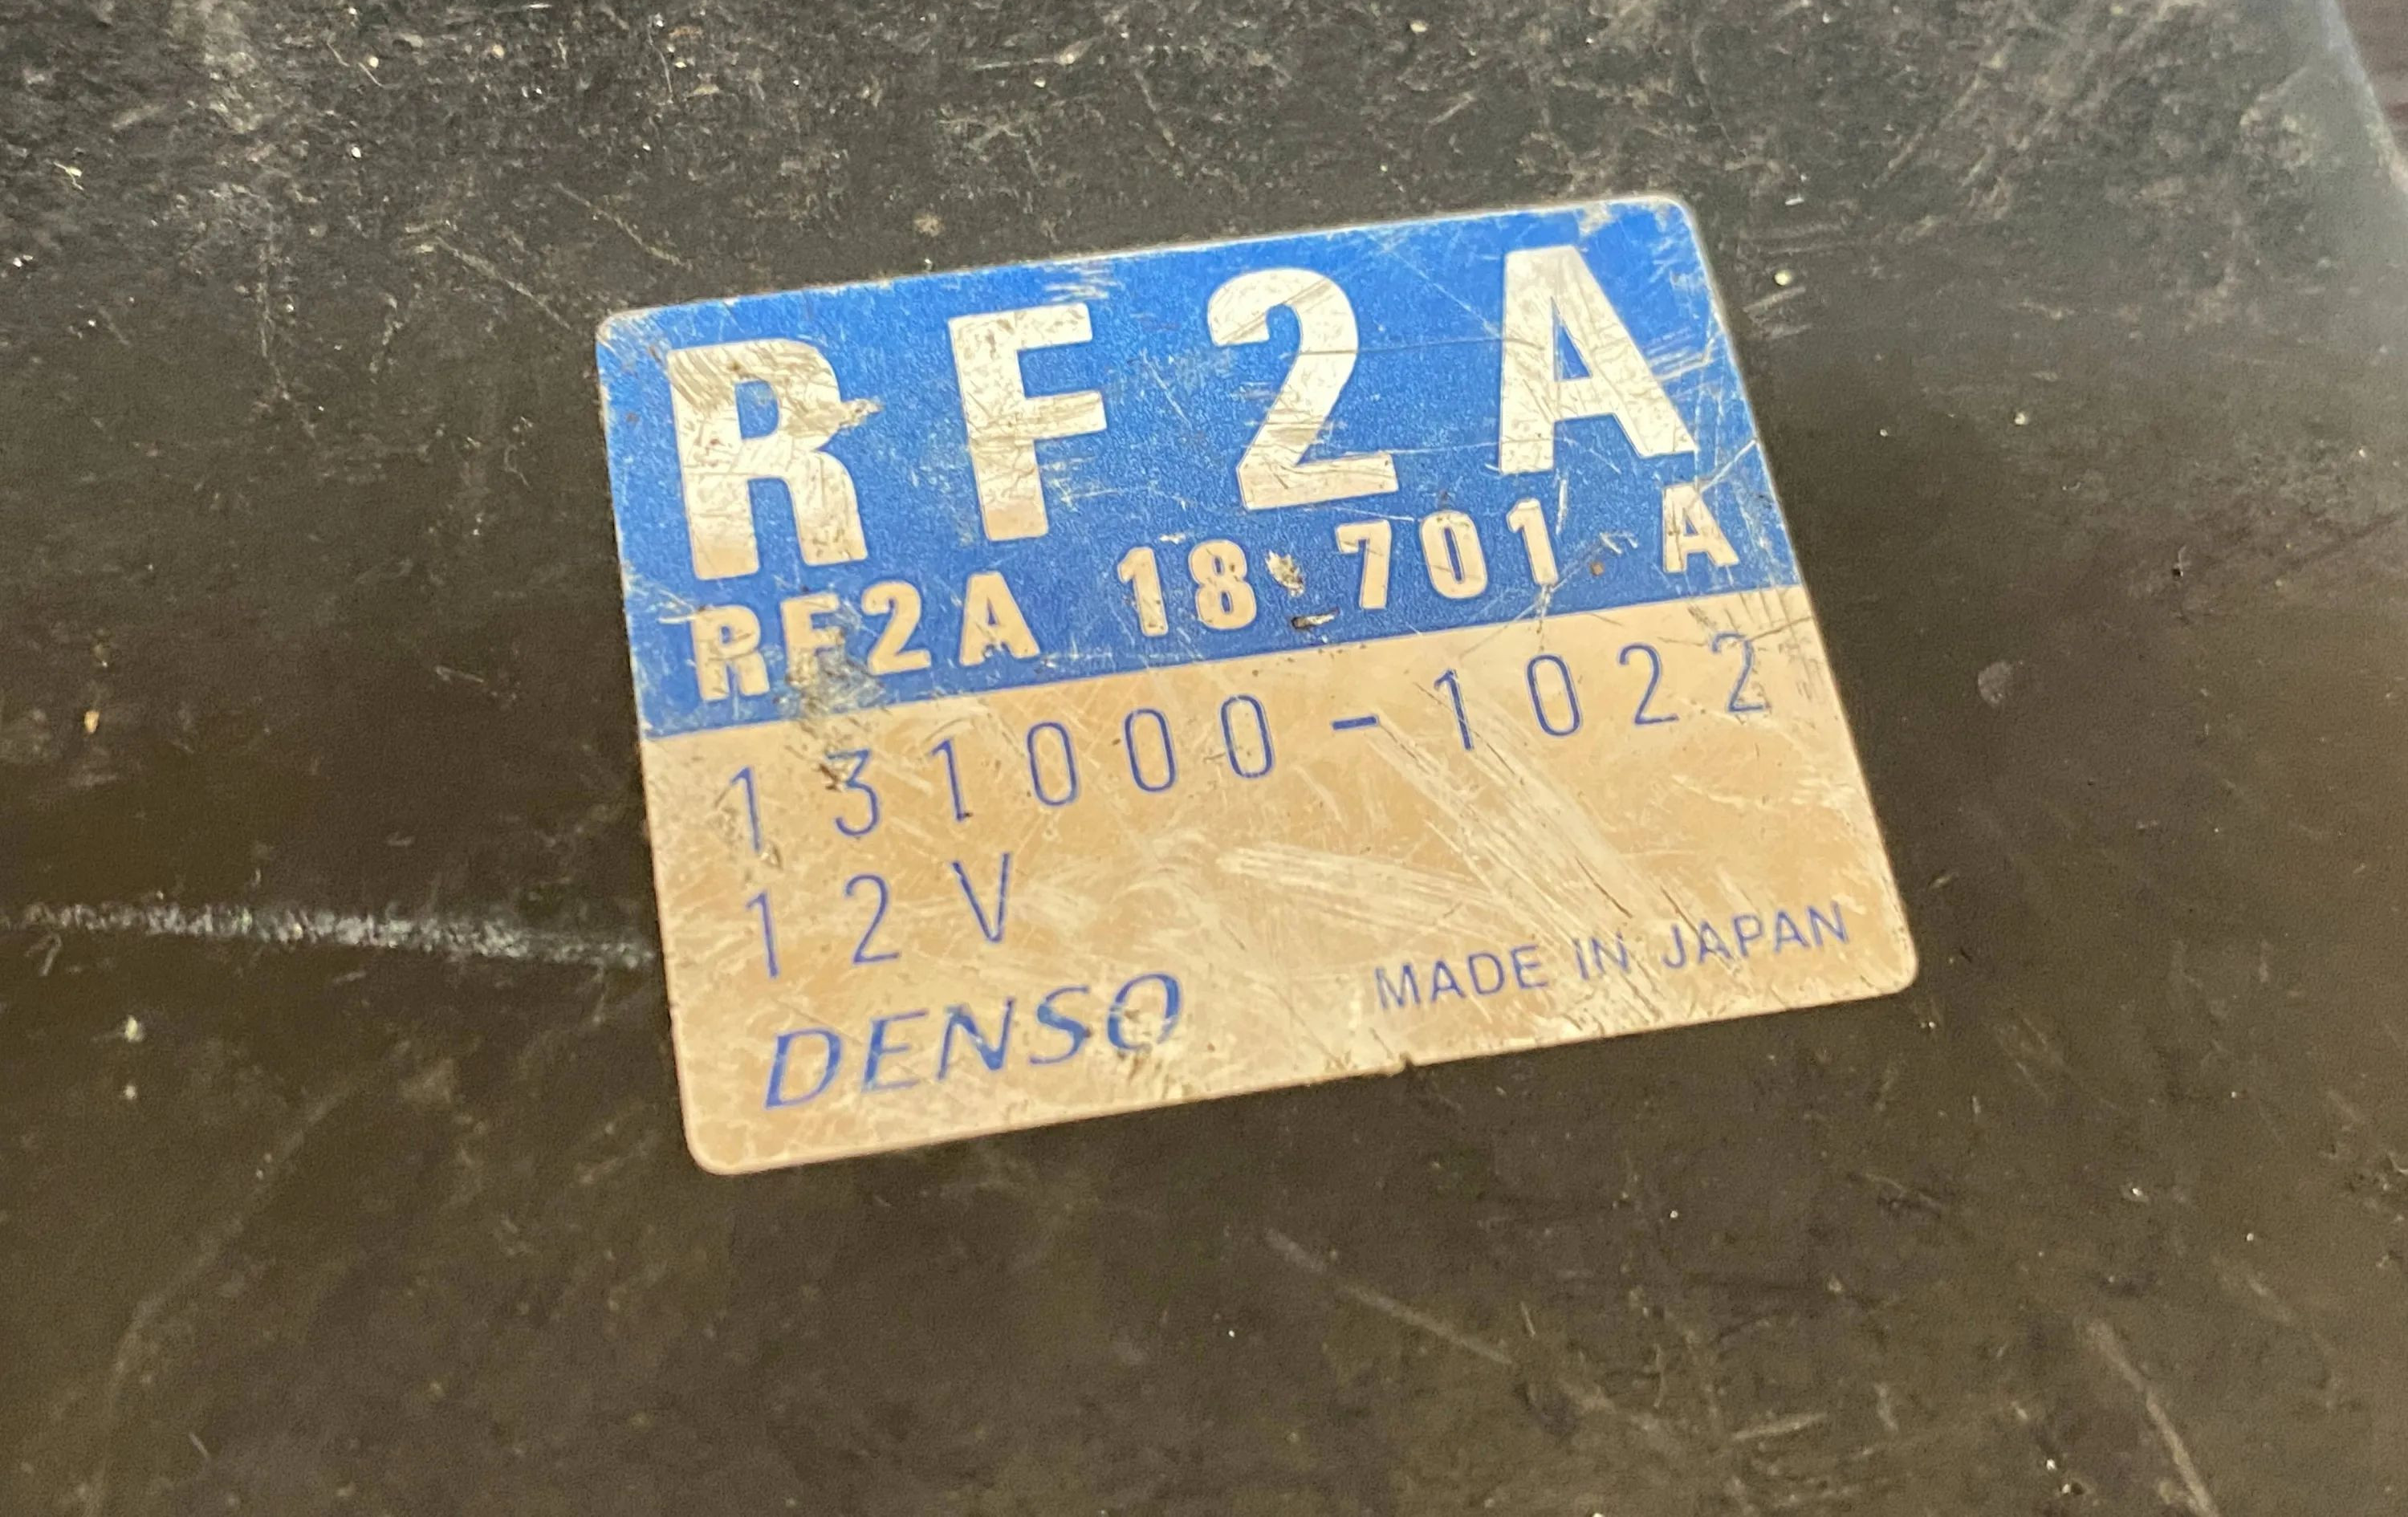 RF2A
RF2A 18 701 A
131000-1022
12V
DENSO MADE IN JAPAN